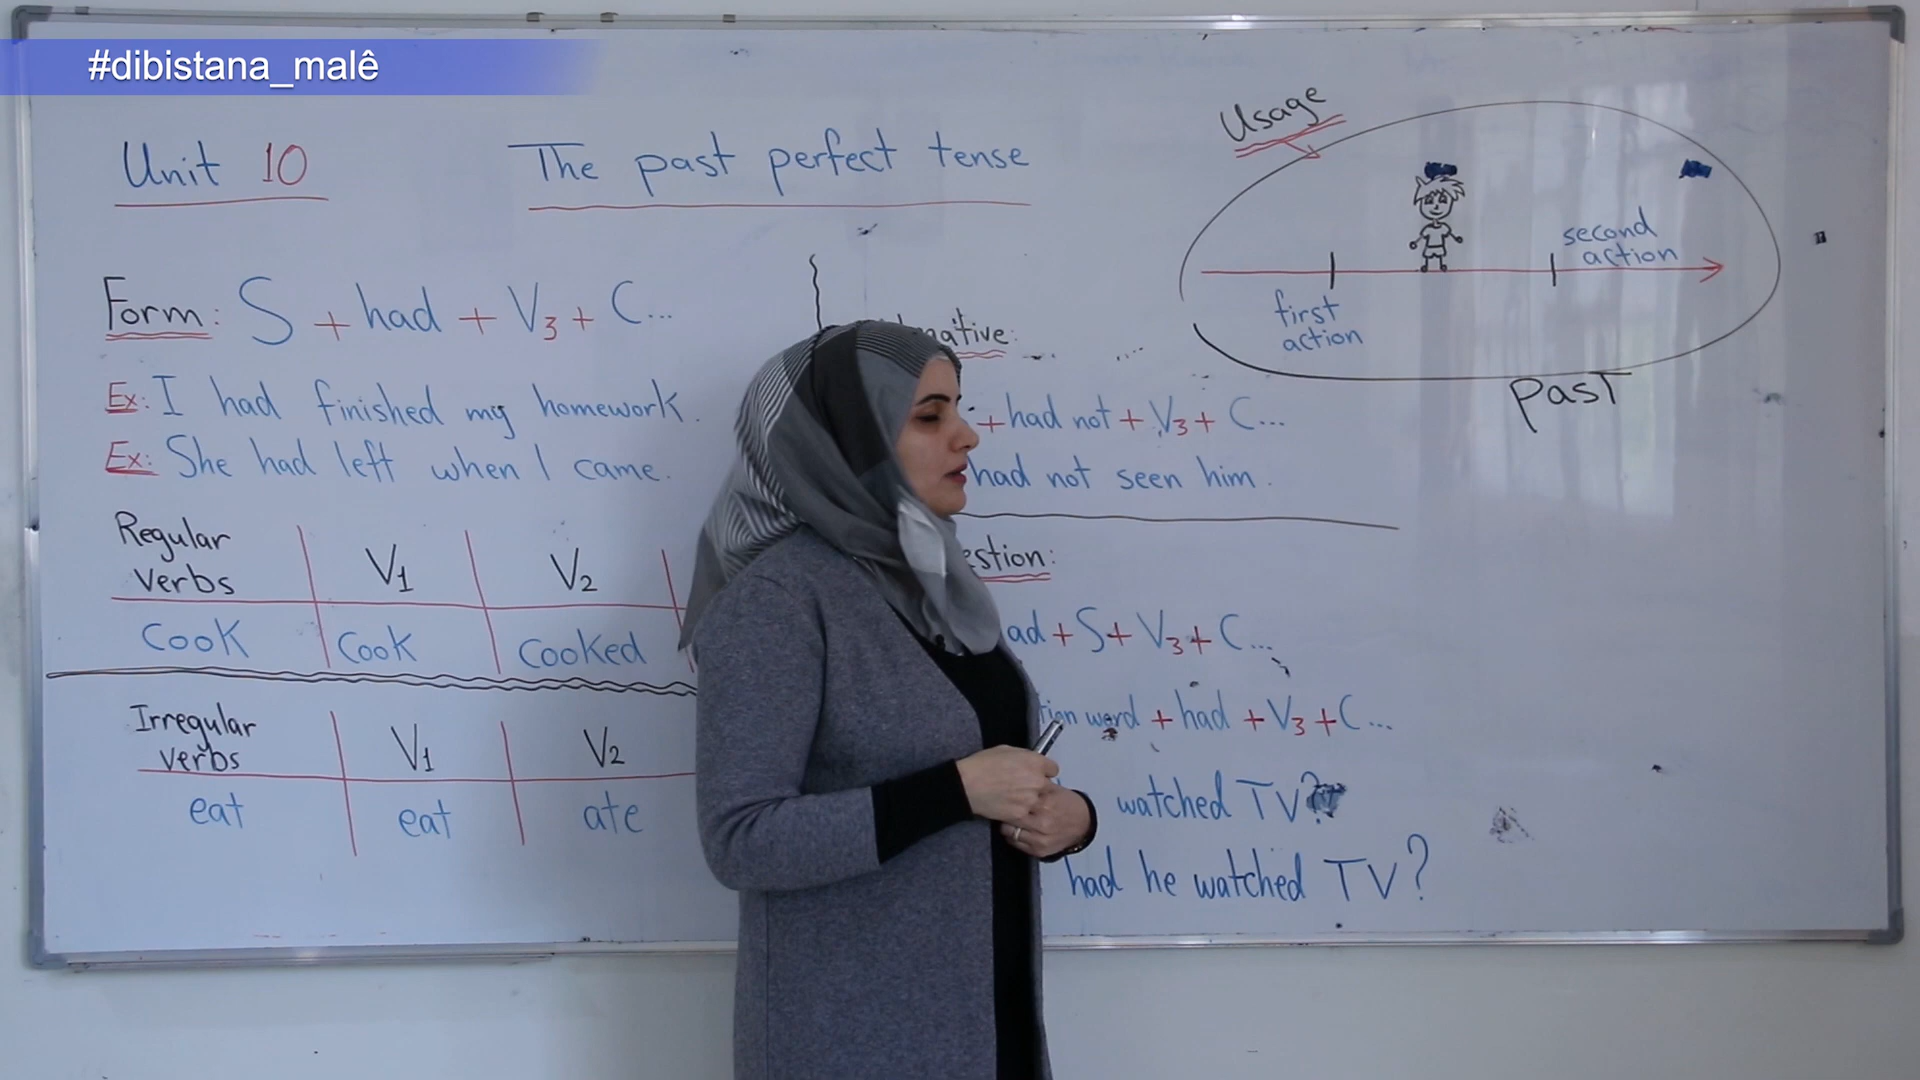 #dibistana_malê
Unit 10
The past perfect tense
Form: S + had + V3 + C...
Ex: I had finished my homework.
Ex: She had left when I came.
Regular verbs
V1
V2
Cook
Cook
Cooked
Irregular verbs
V1
V2
eat
eat
ate
+ had not + V3 + C...
had not seen him.
+ S + V3 + C...
word + had + V3 + C...
watched TV?
had he watched TV?
Usage
first
action
second
action
past